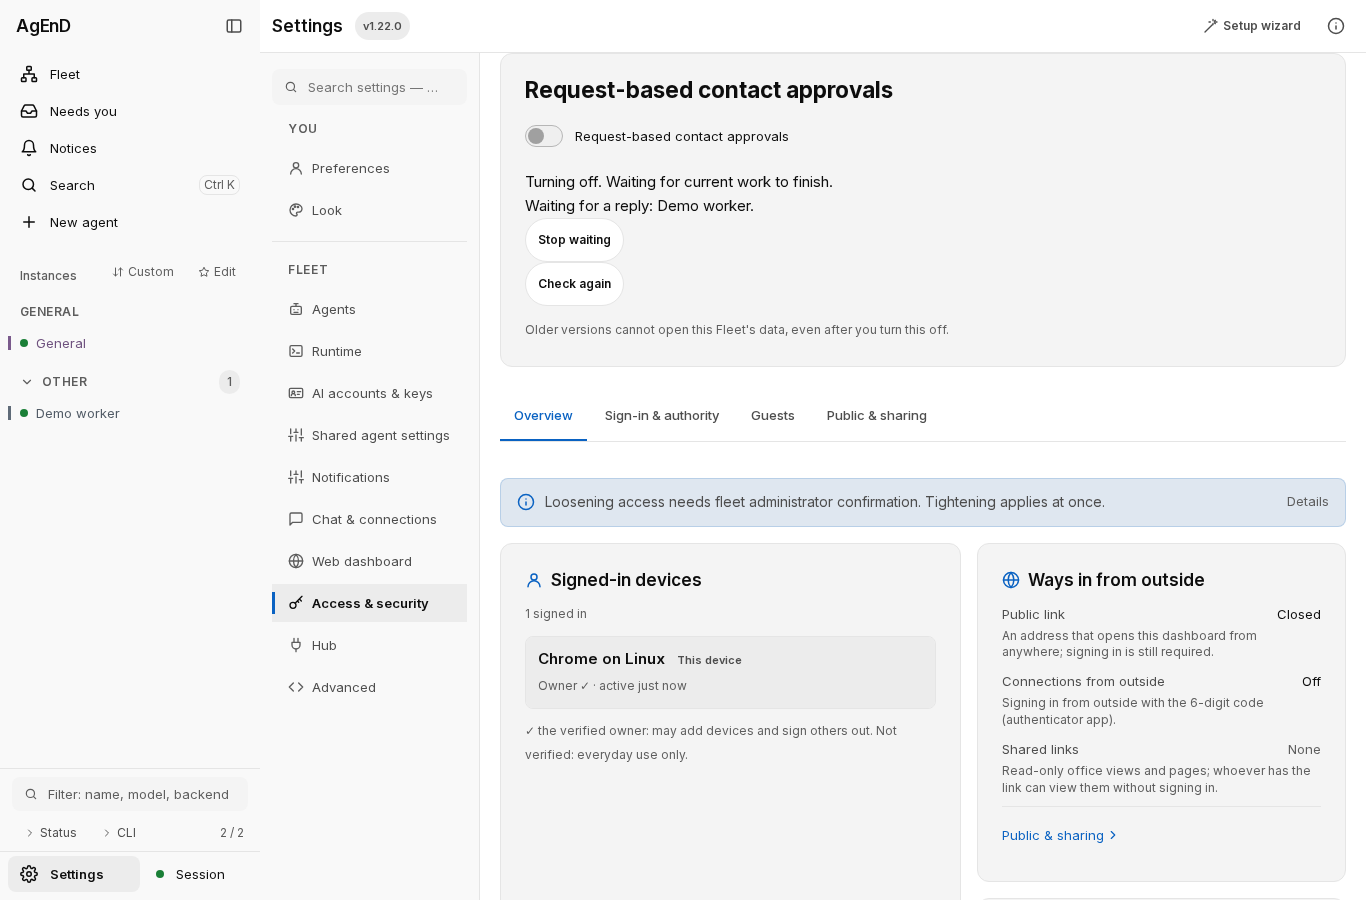 AgEnD
Fleet
Needs you
Notices
Search
Ctrl K
New agent
Instances
Custom
Edit
GENERAL
General
OTHER
1
Demo worker
Filter: name, model, backend
Status
CLI
2 / 2
Settings
Session
Settings
v1.22.0
Setup wizard
Search settings — ...
YOU
Preferences
Look
FLEET
Agents
Runtime
AI accounts & keys
Shared agent settings
Notifications
Chat & connections
Web dashboard
Access & security
Hub
Advanced
Request-based contact approvals
Request-based contact approvals
Turning off. Waiting for current work to finish.
Waiting for a reply: Demo worker.
Stop waiting
Check again
Older versions cannot open this Fleet's data, even after you turn this off.
Overview
Sign-in & authority
Guests
Public & sharing
Loosening access needs fleet administrator confirmation. Tightening applies at once.
Details
Signed-in devices
1 signed in
Chrome on Linux
This device
Owner ✓ · active just now
✓ the verified owner: may add devices and sign others out. Not
verified: everyday use only.
Ways in from outside
Public link
Closed
An address that opens this dashboard from
anywhere; signing in is still required.
Connections from outside
Off
Signing in from outside with the 6-digit code
(authenticator app).
Shared links
None
Read-only office views and pages; whoever has the
link can view them without signing in.
Public & sharing